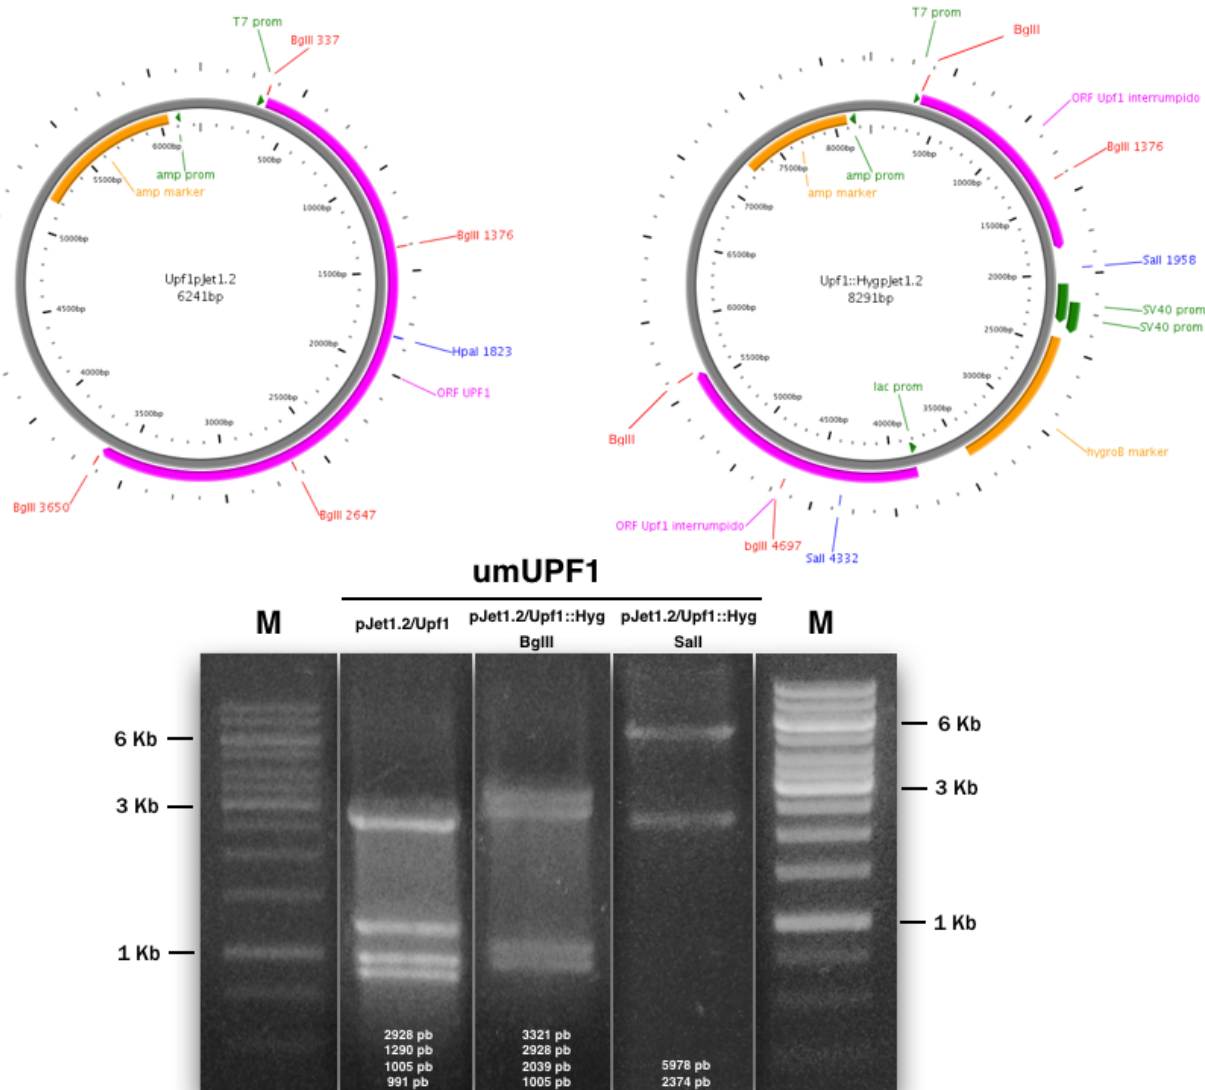 T7 prom
BglII 337
6000bp
500bp
5500bp
amp prom
amp marker
1000bp
5000bp
BglII 1376
Upf1pJet1.2
6241bp
1500bp
4500bp
HpaI 1823
2000bp
ORF UPF1
4000bp
2500bp
3500bp
3000bp
BglII 3650
BglII 2647
T7 prom
BglII
ORF Upf1 interrumpido
8000bp
500bp
BglII 1376
7500bp
amp prom
1000bp
amp marker
7000bp
1500bp
SalI 1958
6500bp
Upf1::HygpJet1.2
8291bp
2000bp
SV40 prom
SV40 prom
6000bp
2500bp
5500bp
lac prom
3000bp
5000bp
4500bp
4000bp
3500bp
BglII
hygroB marker
ORF Upf1 interrumpido
bglII 4697
SalI 4332
umUPF1
M
pJet1.2/Upf1
pJet1.2/Upf1::Hyg
BglII
pJet1.2/Upf1::Hyg
SalI
M
6 Kb
3 Kb
1 Kb
6 Kb
3 Kb
1 Kb
2928 pb
1290 pb
1005 pb
991 pb
3321 pb
2928 pb
2039 pb
1005 pb
5978 pb
2374 pb